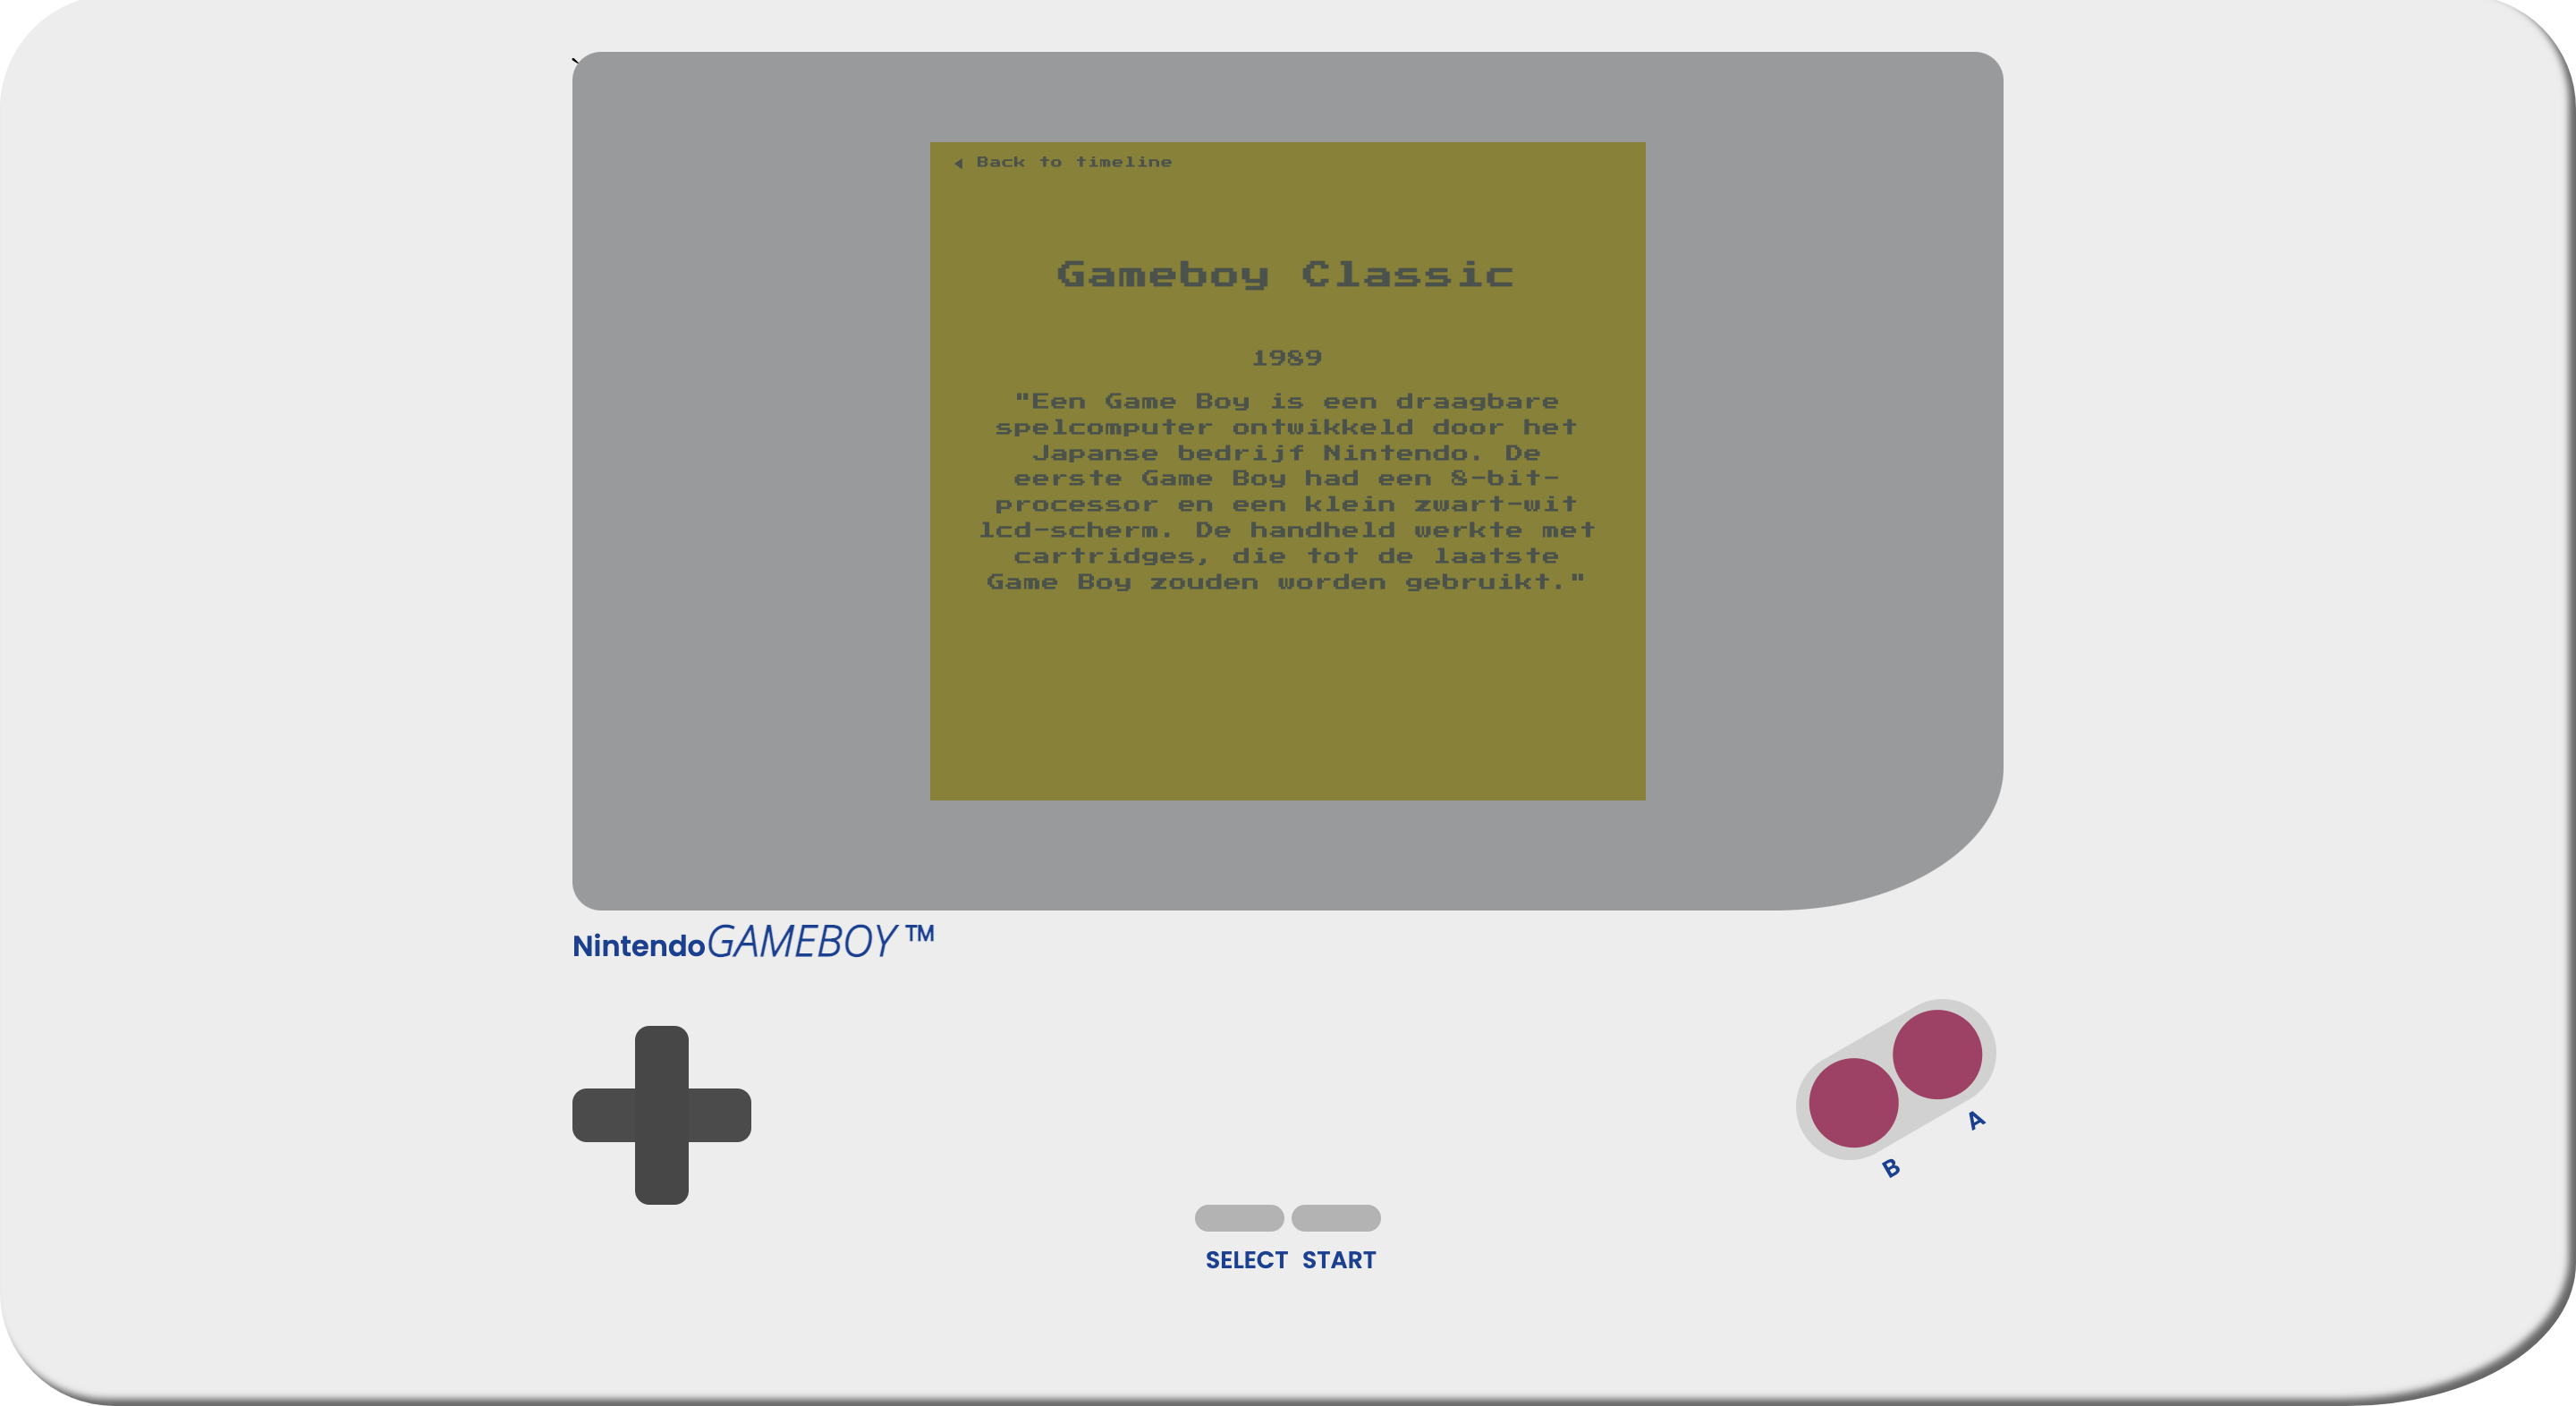 Back to timeline
Gameboy Classic
1989
"Een Game Boy is een draagbare
spelcomputer ontwikkeld door het
Japanse bedrijf Nintendo. De
eerste Game Boy had een 8-bit-
processor en een klein zwart-wit
lcd-scherm. De handheld werkte met
cartridges, die tot de laatste
Game Boy zouden worden gebruikt."
NintendoGAMEBOY™
A
B
SELECT START